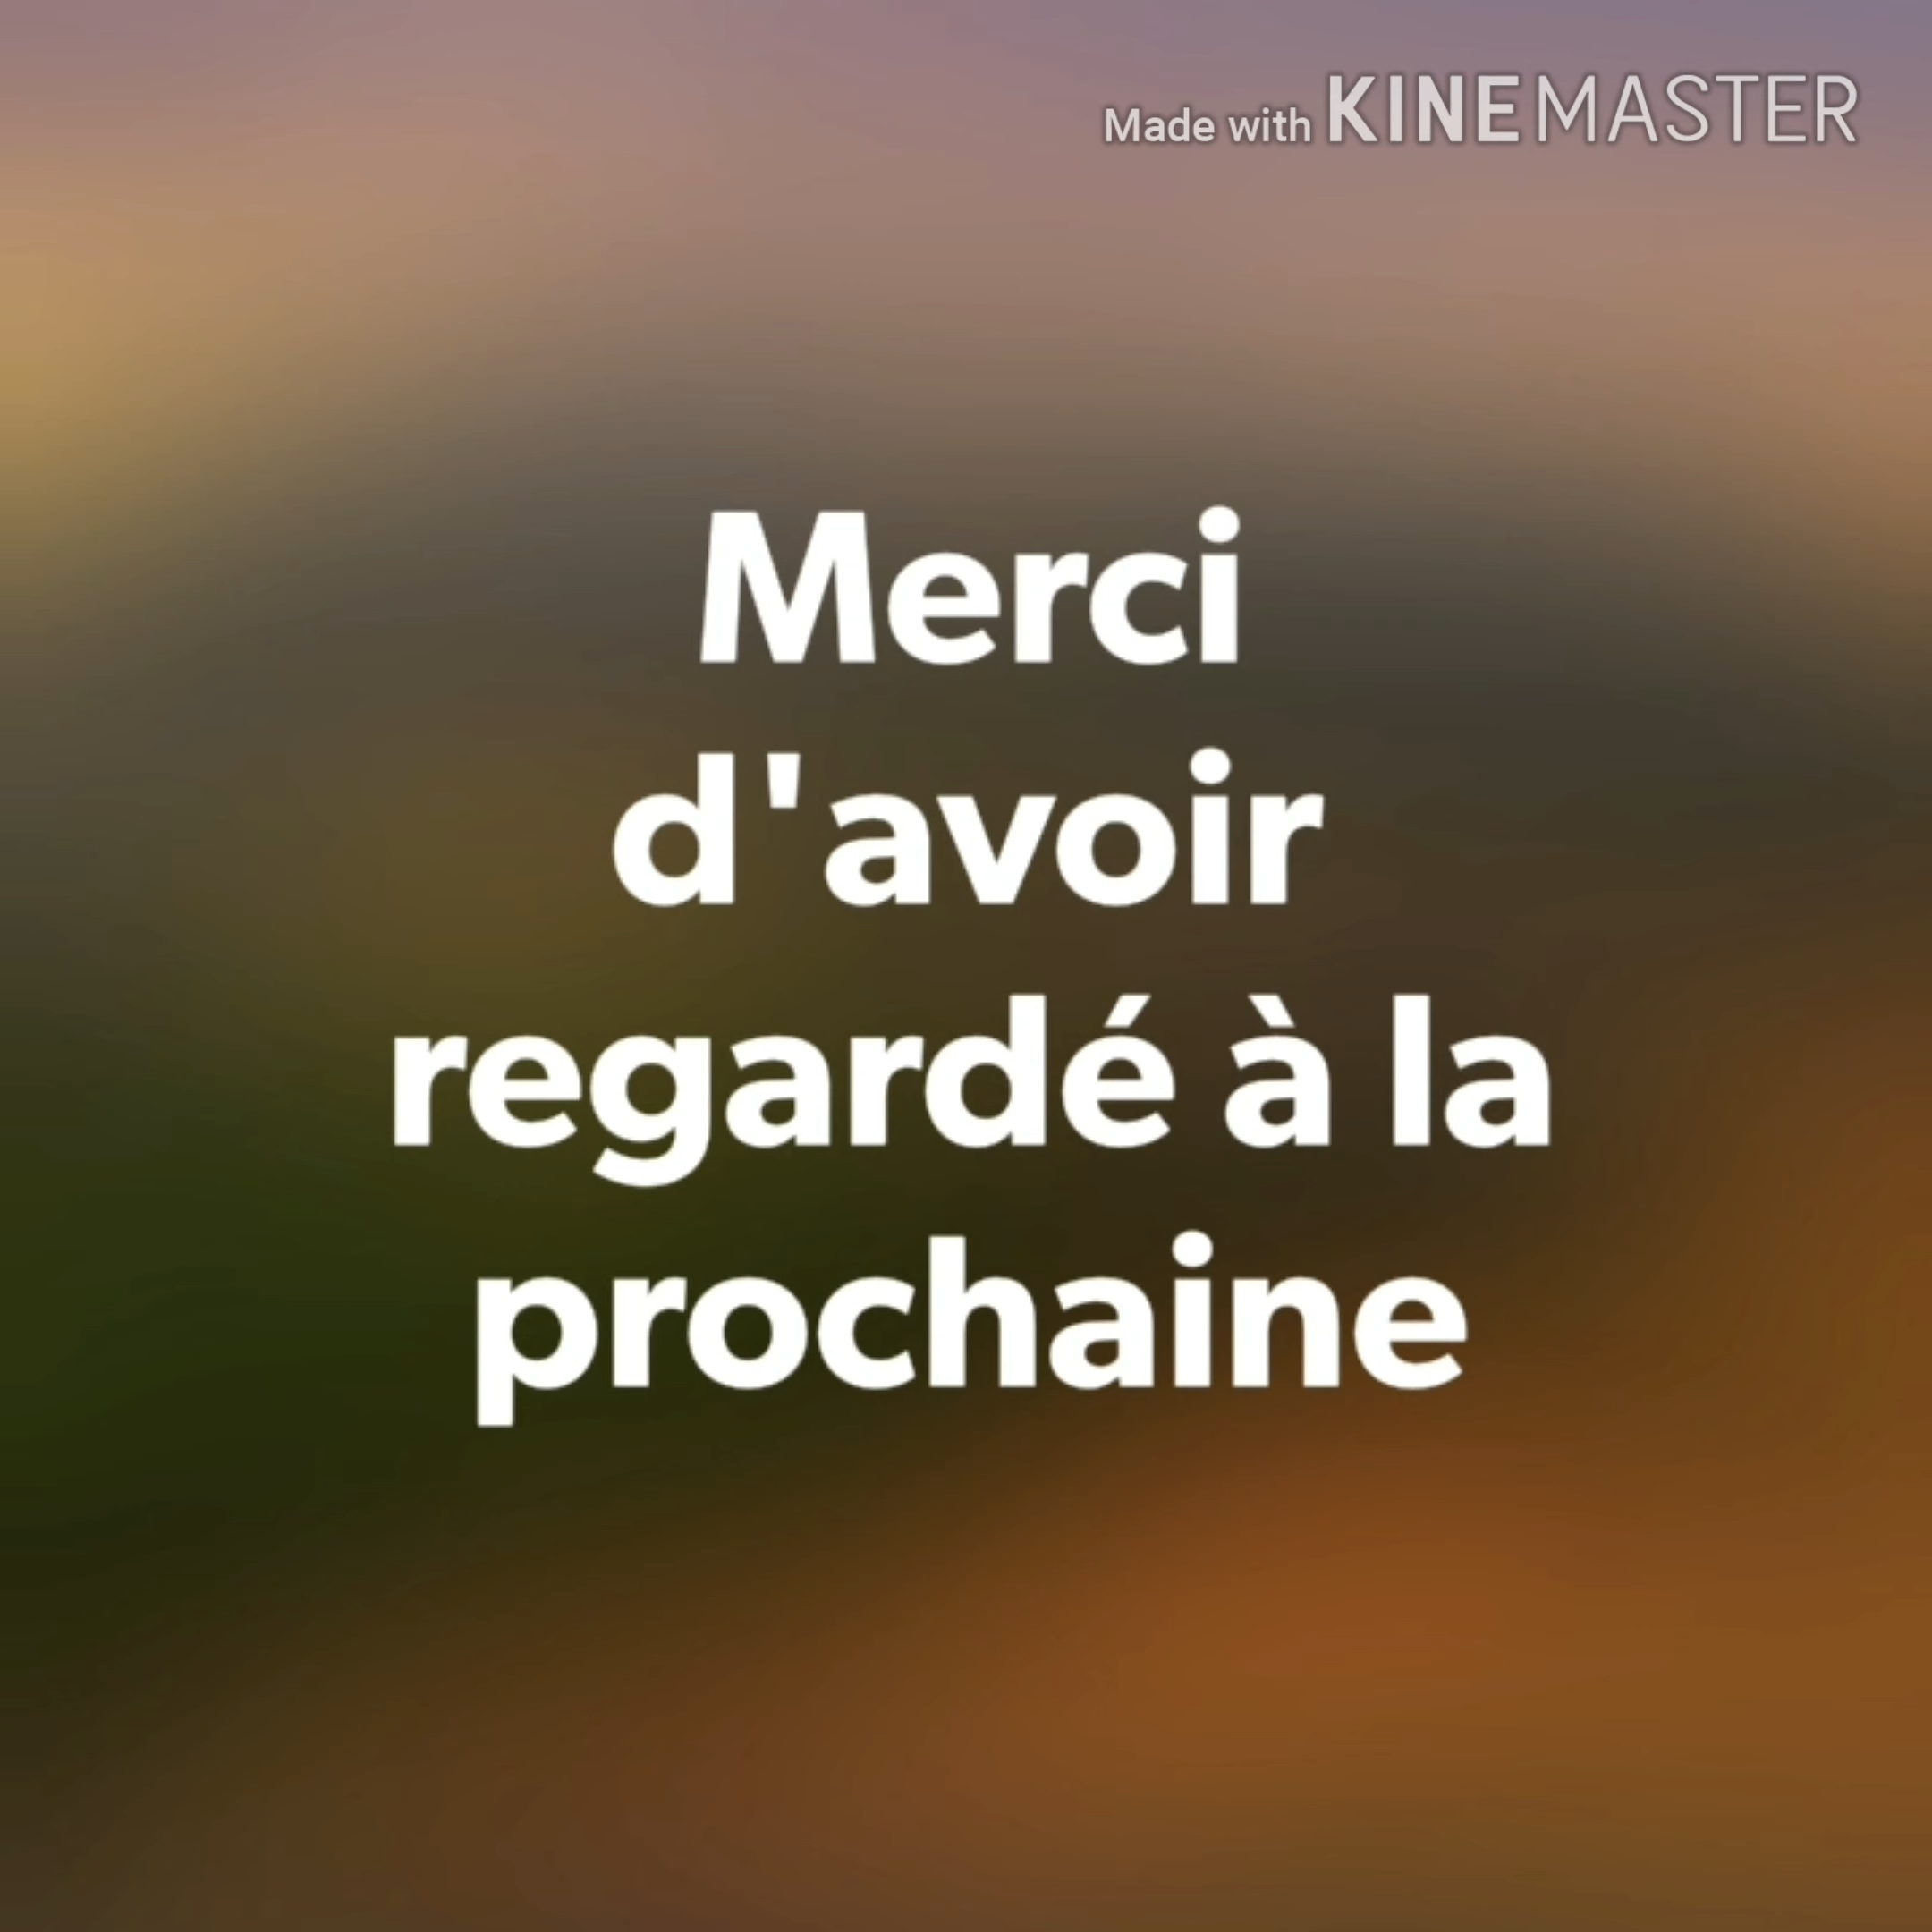 Made with KINEMASTER
Merci
d'avoir
regardé à la
prochaine